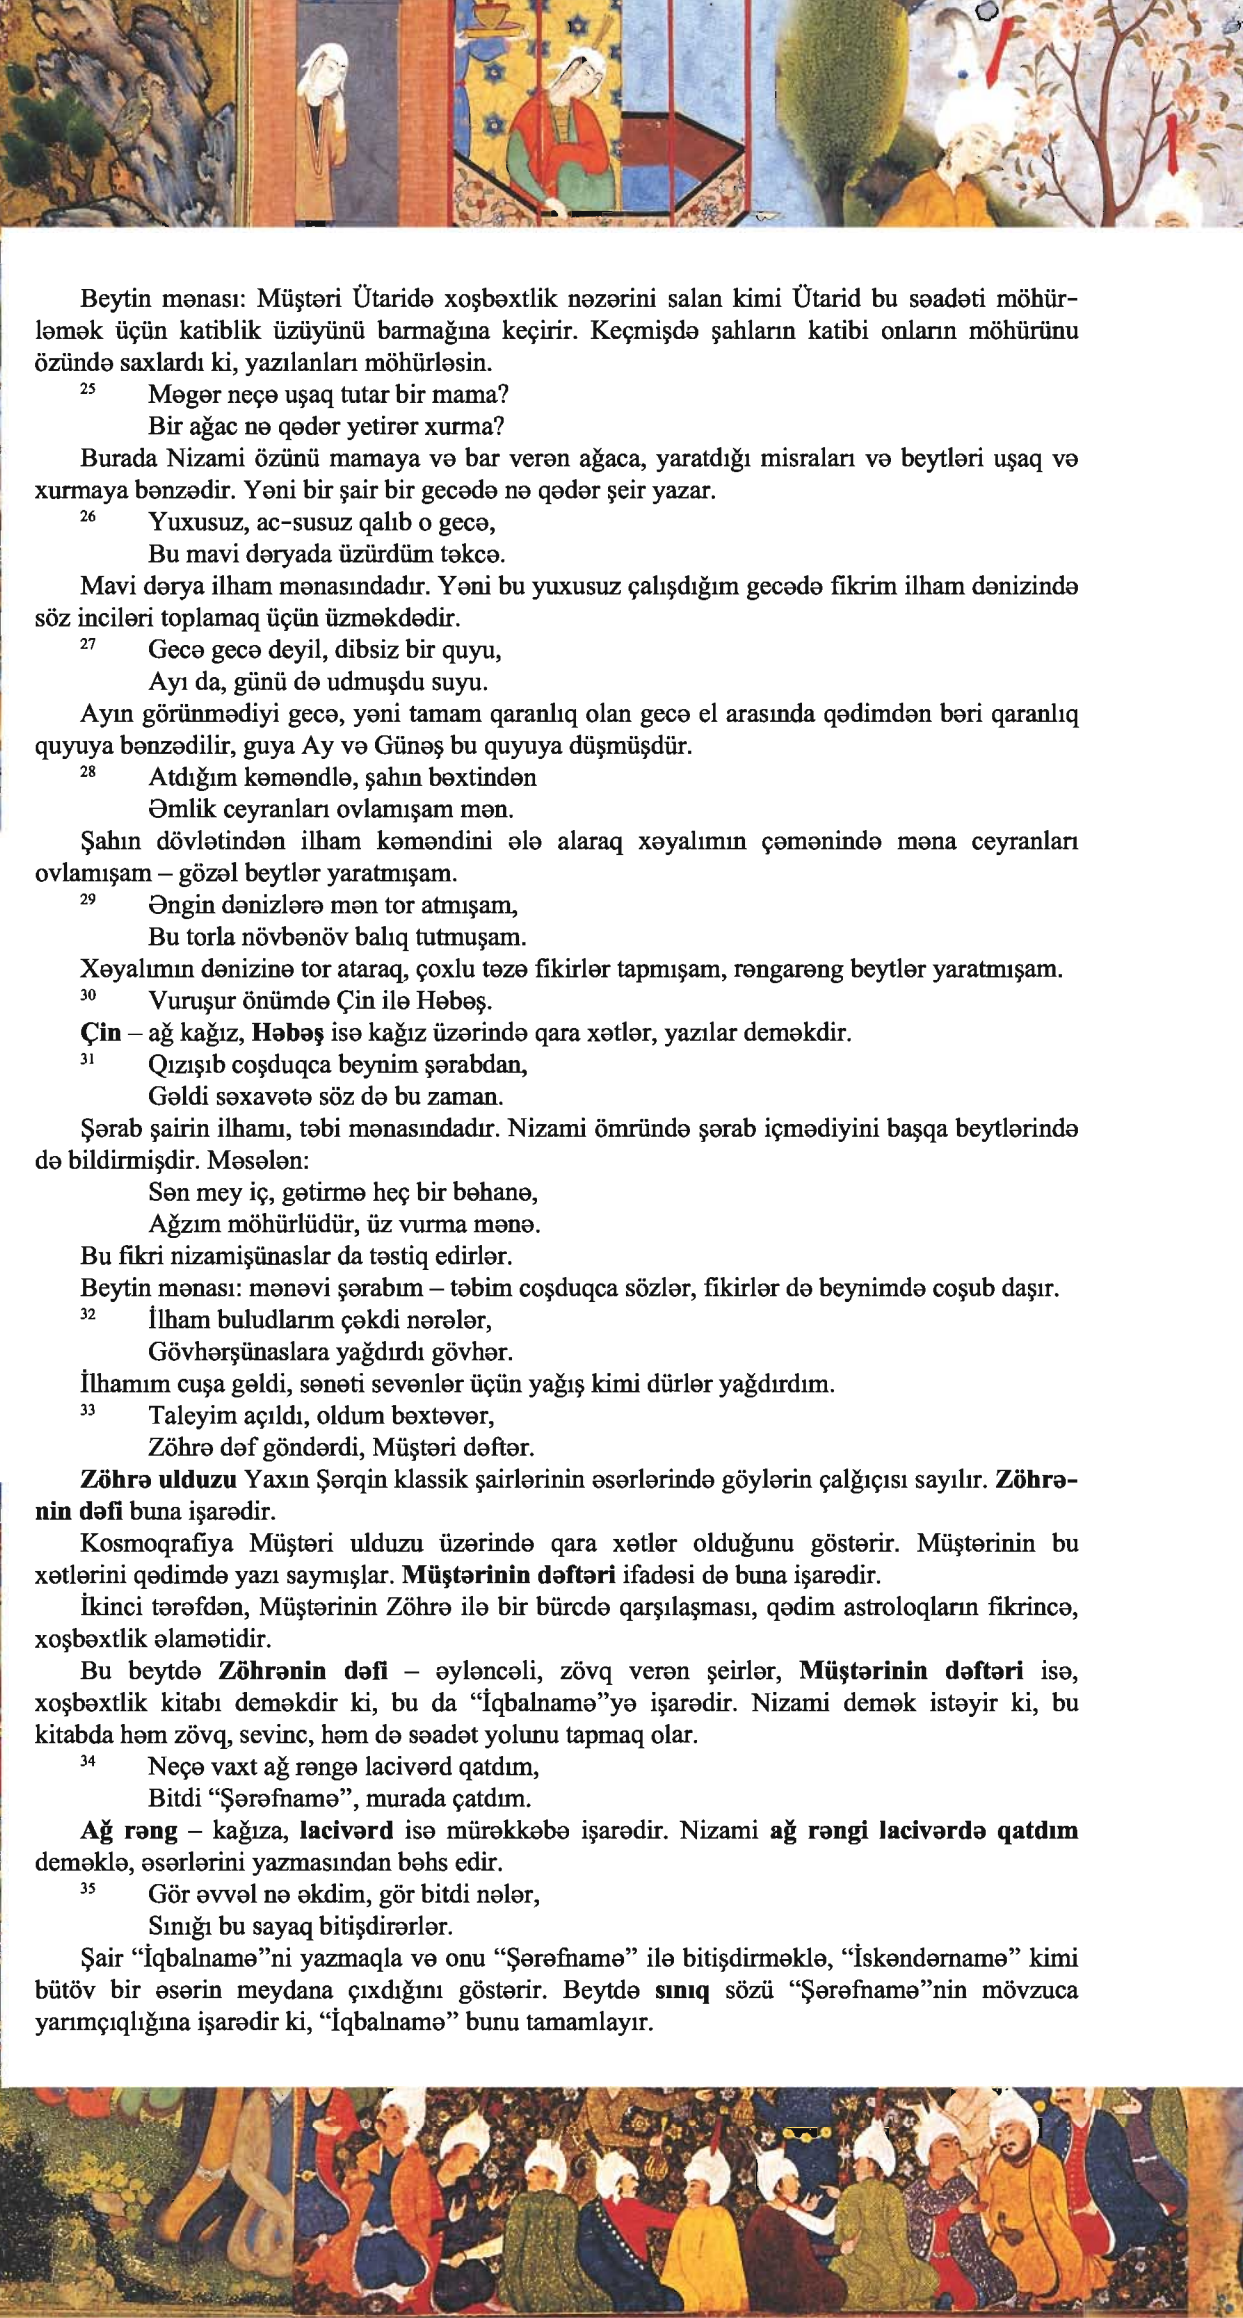 Beytin mənası: Müştəri Ütaridə xoşbəxtlik nəzərini salan kimi Ütarid bu səadəti möhür-
ləmək üçün katiblik üzüyünü barmağına keçirir. Keçmişdə şahların katibi onların möhürünü
özündə saxlardı ki, yazılanları möhürləsin.
25 Məgər neçə uşaq tutar bir mama?
Bir ağac nə qədər yetirər xurma?
Burada Nizami özünü mamaya və bar verən ağaca, yaratdığı misraları və beytləri uşaq və
xurmaya bənzədir. Yəni bir şair bir gecədə nə qədər şeir yazar.
26 Yuxusuz, ac-susuz qalıb o gecə,
Bu mavi dəryada üzürdüm təkcə.
Mavi dərya ilham mənasındadır. Yəni bu yuxusuz çalışdığım gecədə fikrim ilham dənizində
söz inciləri toplamaq üçün üzməkdədir.
27 Gecə gecə deyil, dibsiz bir quyu,
Ayı da, günü də udmuşdu suyu.
Ayın görünmədiyi gecə, yəni tamam qaranlıq olan gecə el arasında qədimdən bəri qaranlıq
quyuya bənzədilir, guya Ay və Günəş bu quyuya düşmüşdür.
28 Atdığım kəməndlə, şahın bəxtindən
Əmlik ceyranları ovlamışam mən.
Şahın dövlətindən ilham kəməndini ələ alaraq xəyalımın çəmənində məna ceyranları
ovlamışam – gözəl beytlər yaratmışam.
29 Əngin dənizlərə mən tor atmışam,
Bu torla növbənöv balıq tutmuşam.
Xəyalımın dənizinə tor ataraq, çoxlu təzə fikirlər tapmışam, rəngarəng beytlər yaratmışam.
30 Vuruşur önümdə Çin ilə Həbəş.
Çin – ağ kağız, Həbəş isə kağız üzərində qara xətlər, yazılar deməkdir.
31 Qızışıb coşduqca beynim şərabdan,
Gəldi səxavətə söz də bu zaman.
Şərab şairin ilhamı, təbi mənasındadır. Nizami ömründə şərab içmədiyini başqa beytlərində
də bildirmişdir. Məsələn:
Sən mey iç, gətirmə heç bir bəhanə,
Ağzım möhürlüdür, üz vurma mənə.
Bu fikri nizamişünaslar da təstiq edirlər.
Beytin mənası: mənəvi şərabım – təbim coşduqca sözlər, fikirlər də beynimdə coşub daşır.
32 İlham buludlarım çəkdi nərələr,
Gövhərşünaslara yağdırdı gövhər.
İlhamım cuşa gəldi, sənəti sevənlər üçün yağış kimi dürlər yağdırdım.
33 Taleyim açıldı, oldum bəxtəvər,
Zöhrə dəf göndərdi, Müştəri dəftər.
Zöhrə ulduzu Yaxın Şərqin klassik şairlərinin əsərlərində göylərin çalğıçısı sayılır. Zöhrə-
nin dəfi buna işarədir.
Kosmoqrafiya Müştəri ulduzu üzərində qara xətlər olduğunu göstərir. Müştərinin bu
xətlərini qədimdə yazı saymışlar. Müştərinin dəftəri ifadəsi də buna işarədir.
İkinci tərəfdən, Müştərinin Zöhrə ilə bir bürcdə qarşılaşması, qədim astroloqların fikrincə,
xoşbəxtlik əlamətidir.
Bu beytdə Zöhrənin dəfi – əyləncəli, zövq verən şeirlər, Müştərinin dəftəri isə,
xoşbəxtlik kitabı deməkdir ki, bu da “İqbalnamə”yə işarədir. Nizami demək istəyir ki, bu
kitabda həm zövq, sevinc, həm də səadət yolunu tapmaq olar.
34 Neçə vaxt ağ rəngə lacivərd qatdım,
Bitdi “Şərəfnamə”, murada çatdım.
Ağ rəng – kağıza, lacivərd isə mürəkkəbə işarədir. Nizami ağ rəngi lacivərdə qatdım
deməklə, əsərlərini yazmasından bəhs edir.
35 Gör əvvəl nə əkdim, gör bitdi nələr,
Sınığı bu sayaq bitişdirərlər.
Şair “İqbalnamə”ni yazmaqla və onu “Şərəfnamə” ilə bitişdirməklə, “İskəndərnamə” kimi
bütöv bir əsərin meydana çıxdığını göstərir. Beytdə sınıq sözü “Şərəfnamə”nin mövzuca
yarımçıqlığına işarədir ki, “İqbalnamə” bunu tamamlayır.